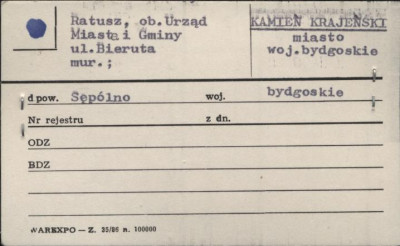 Ratusz, ob.Urząd
Miasta i Gminy
ul.Bieruta
mur.;
KAMIEŃ KRAJEŃSKI
miasto
woj.bydgoskie
d pow. Sępólno woj. bydgoskie
Nr rejestru z dn.
ODZ
BDZ
WAREXPO — Z. 35/86 n. 100000